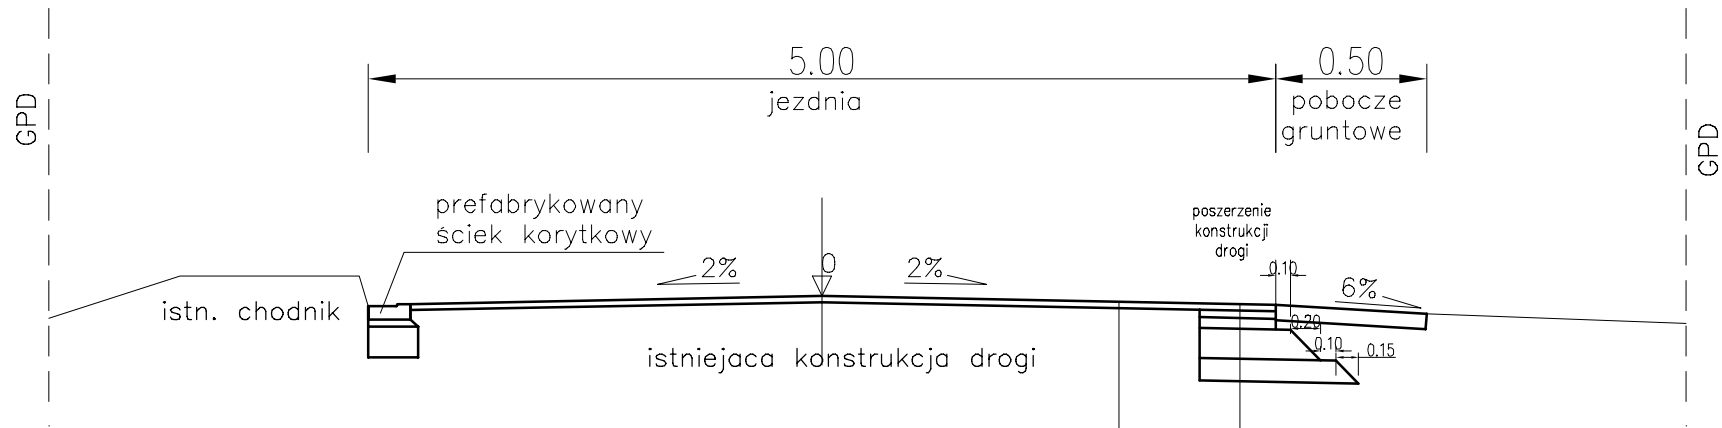 5.00
0.50
jezdnia
pobocze
gruntowe
GPD
GPD
prefabrykowany
ściek korytkowy
poszerzenie
konstrukcji
drogi
2%
0
2%
0.10
6%
istn. chodnik
0.20
0.10
0.15
istniejaca konstrukcja drogi